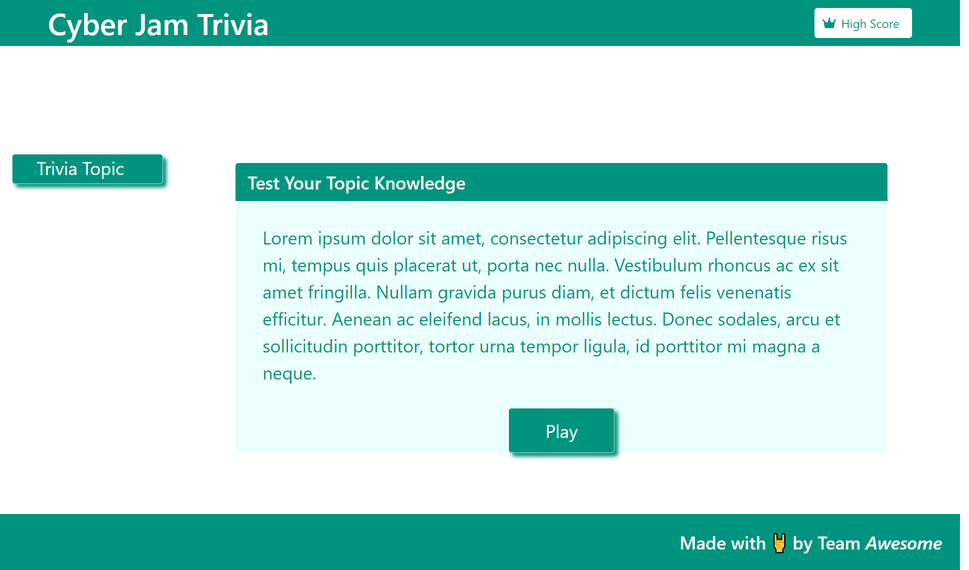 Cyber Jam Trivia
High Score
Trivia Topic
Test Your Topic Knowledge
Lorem ipsum dolor sit amet, consectetur adipiscing elit. Pellentesque risus
mi, tempus quis placerat ut, porta nec nulla. Vestibulum rhoncus ac ex sit
amet fringilla. Nullam gravida purus diam, et dictum felis venenatis
efficitur. Aenean ac eleifend lacus, in mollis lectus. Donec sodales, arcu et
sollicitudin porttitor, tortor urna tempor ligula, id porttitor mi magna a
neque.
Play
Made with 🤘 by Team Awesome